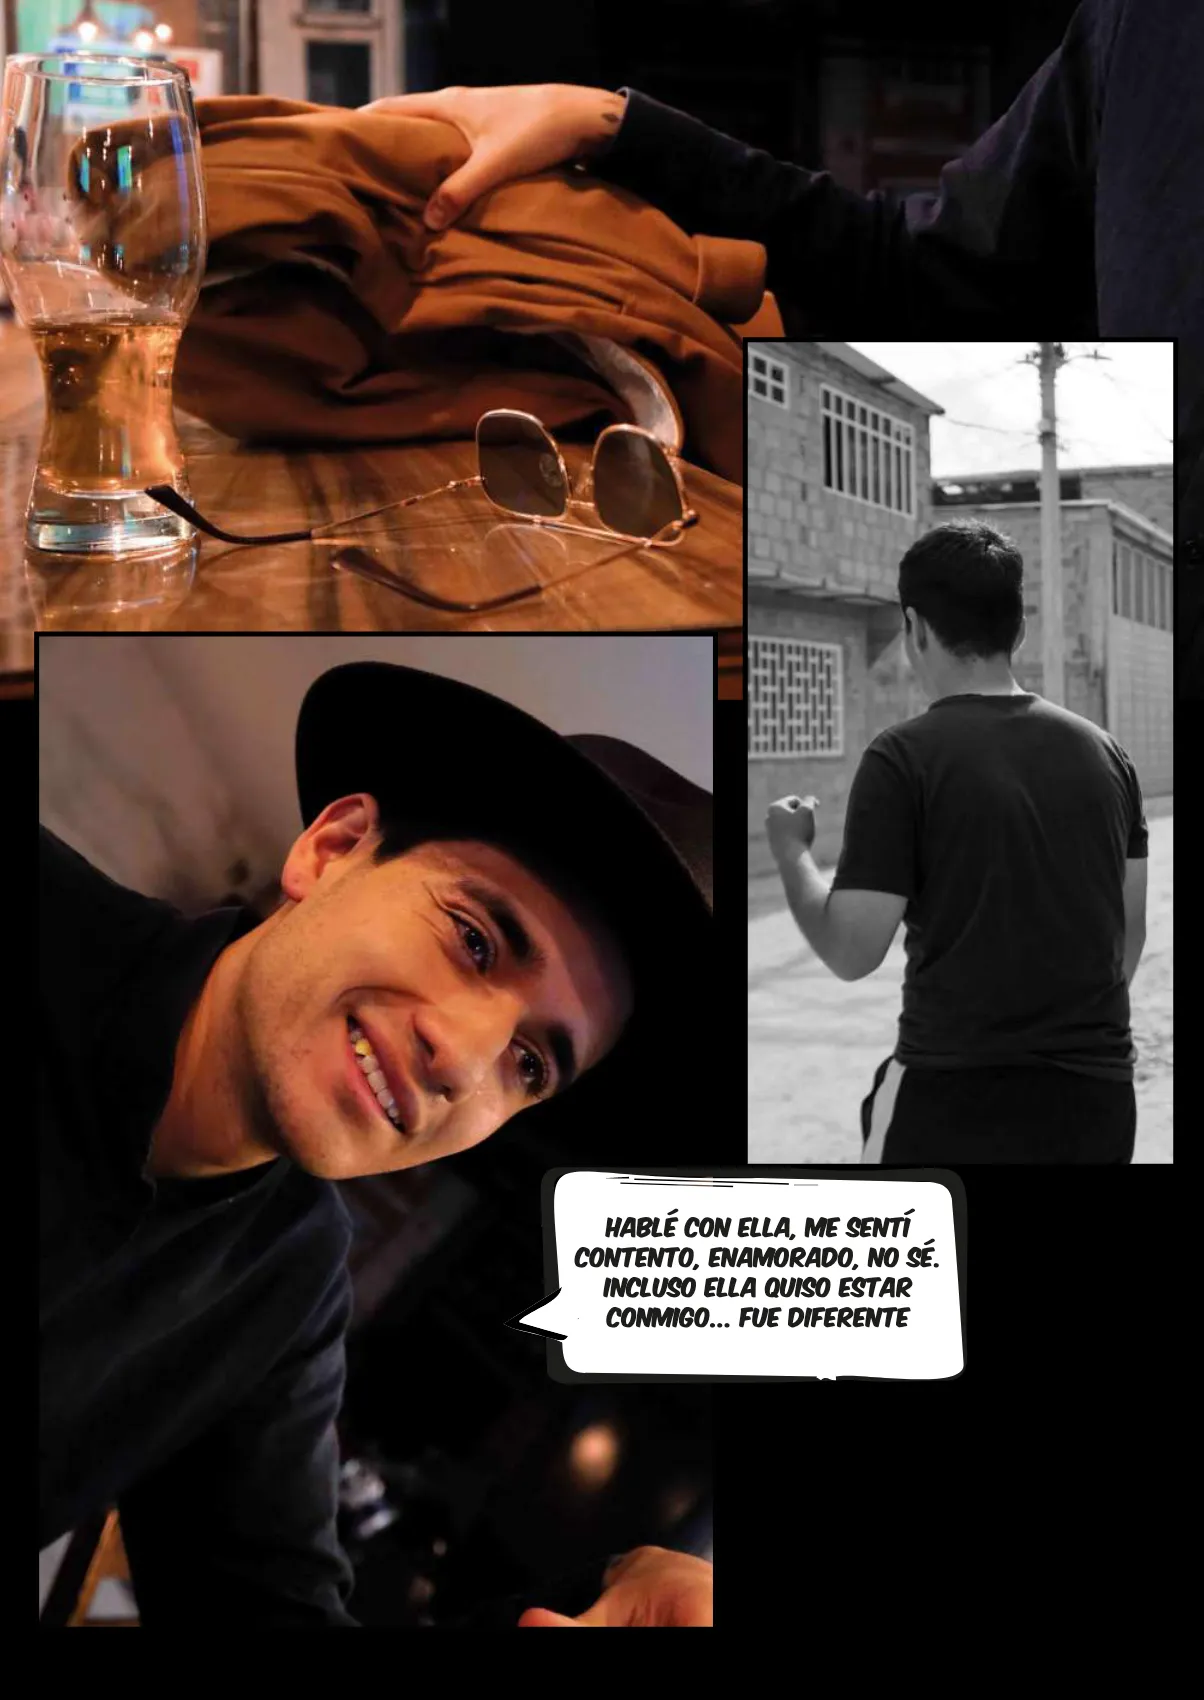 HABLÉ CON ELLA, ME SENTÍ
CONTENTO, ENAMORADO, NO SÉ.
INCLUSO ELLA QUISO ESTAR
CONMIGO... FUE DIFERENTE